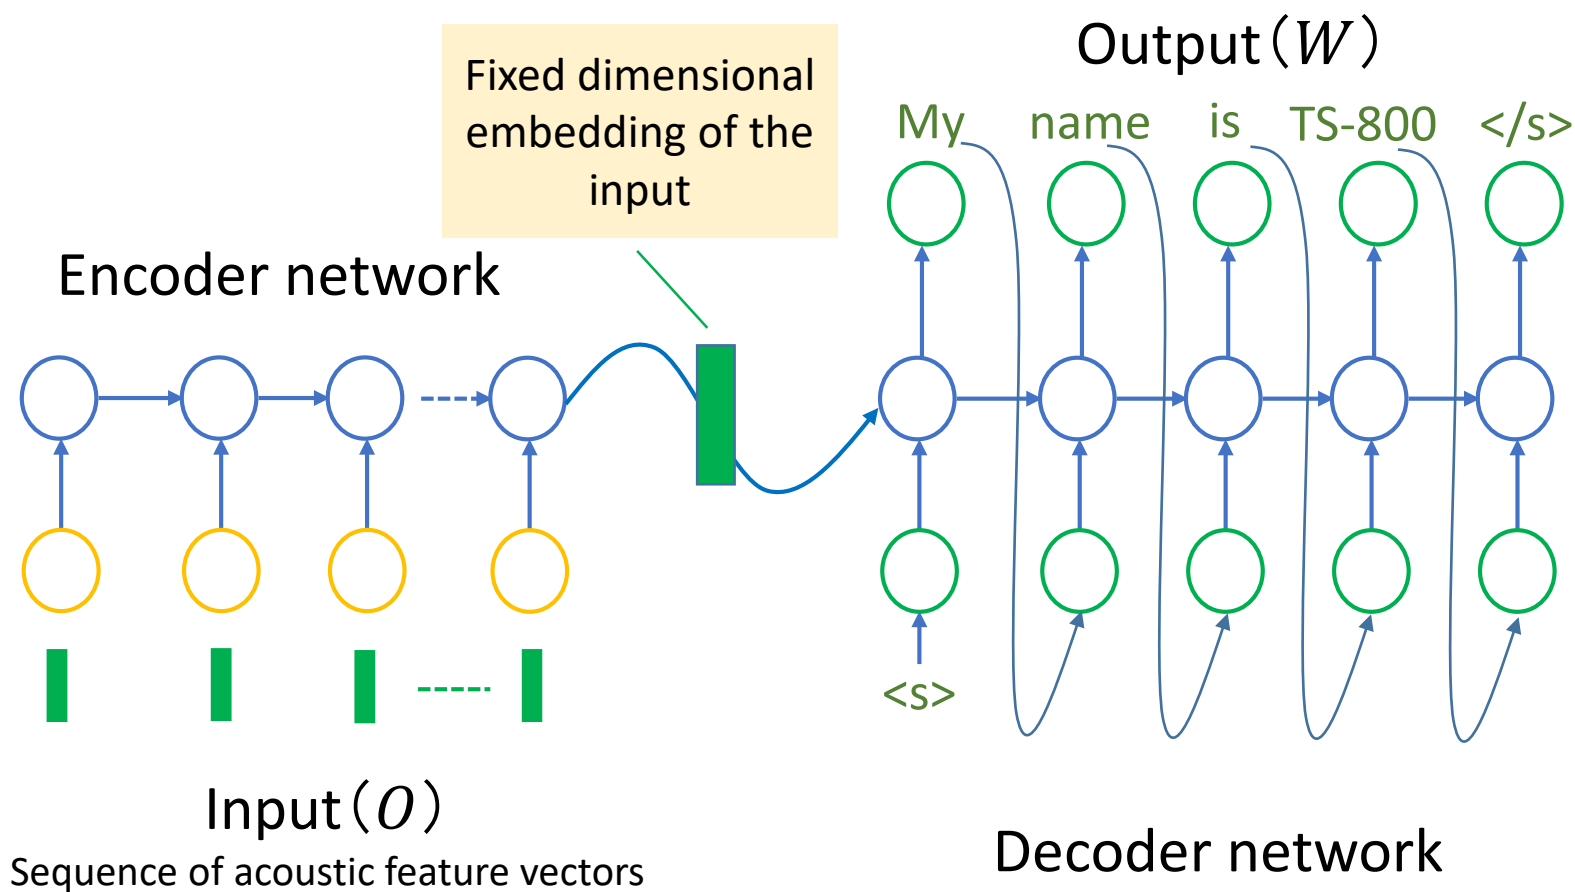 Fixed dimensional
embedding of the
input
Output(W)
My name is TS-800 </s>
Encoder network
<s>
Input(O)
Sequence of acoustic feature vectors
Decoder network